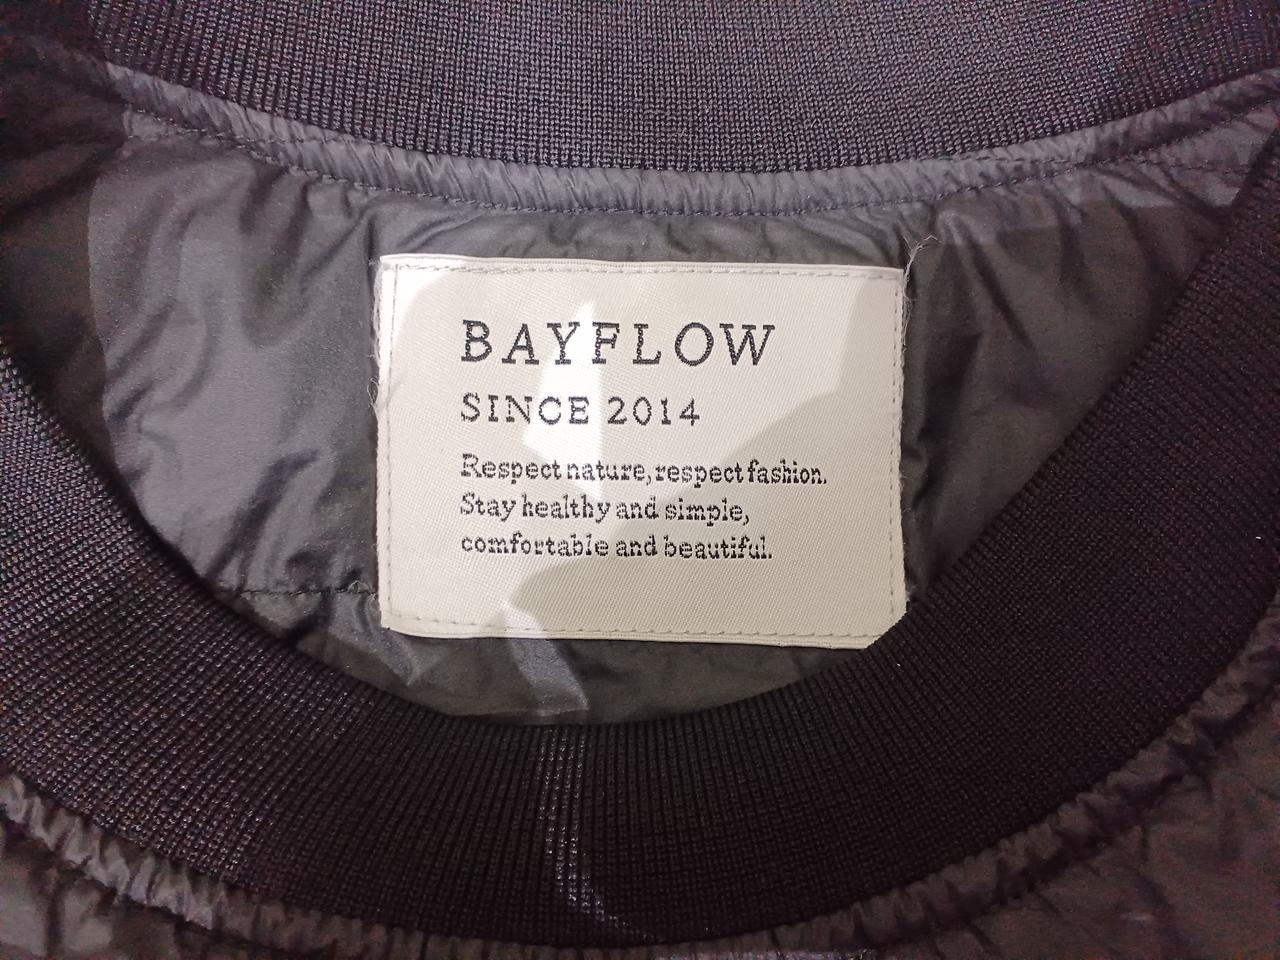 BAYFLOW
SINCE 2014
Respect nature, respect fashion.
Stay healthy and simple,
comfortable and beautiful.